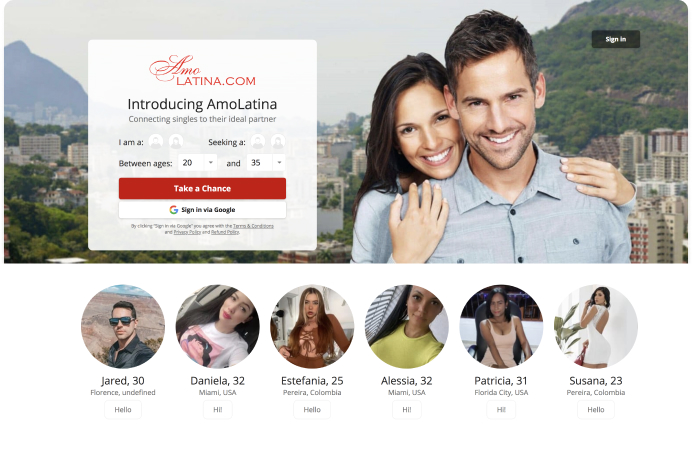 Sign In
Amo
LATINA.COM
Introducing AmoLatina
Connecting singles to their ideal partner
I am a: Seeking a:
Between ages: 20 and 35
Take a Chance
Sign in via Google
By clicking "Sign in via Google" you agree with the Terms & Conditions
and Privacy Policy and Refund Policy.
Jared, 30 Daniela, 32 Estefania, 25 Alessia, 32 Patricia, 31 Susana, 23
Florence, undefined Miami, USA Pereira, Colombia Miami, USA Florida City, USA Pereira, Colombia
Hello Hi! Hello Hi! Hi! Hello